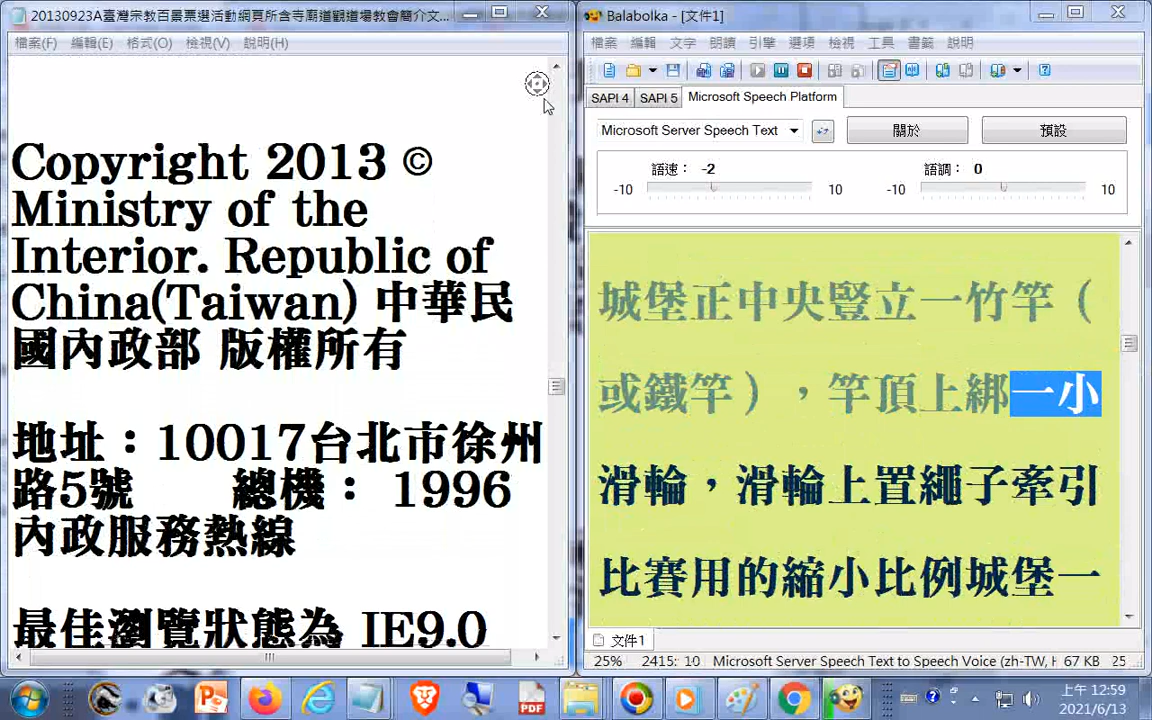 20130923A臺灣宗教百景票選活動網頁所含寺廟道觀道場教會簡介文...
檔案(F) 編輯(E) 格式(O) 檢視(V) 說明(H)
Copyright 2013 ©
Ministry of the
Interior. Republic of
China(Taiwan) 中華民
國內政部 版權所有
地址：10017台北市徐州
路5號 總機： 1996
內政服務熱線
最佳瀏覽狀態為 IE9.0
Balabolka - [文件1]
檔案 編輯 文字 朗讀 引擎 選項 檢視 工具 書籤 說明
SAPI 4 SAPI 5 Microsoft Speech Platform
Microsoft Server Speech Text 關於 預設
語速： -2 語調： 0
-10 10 -10 10
城堡正中央豎立一竹竿（
或鐵竿），竿頂上綁一小
滑輪，滑輪上置繩子牽引
比賽用的縮小比例城堡一
文件1
25% 2415: 10 Microsoft Server Speech Text to Speech Voice (zh-TW, H 67 KB 25
PDF
上午 12:59
2021/6/13